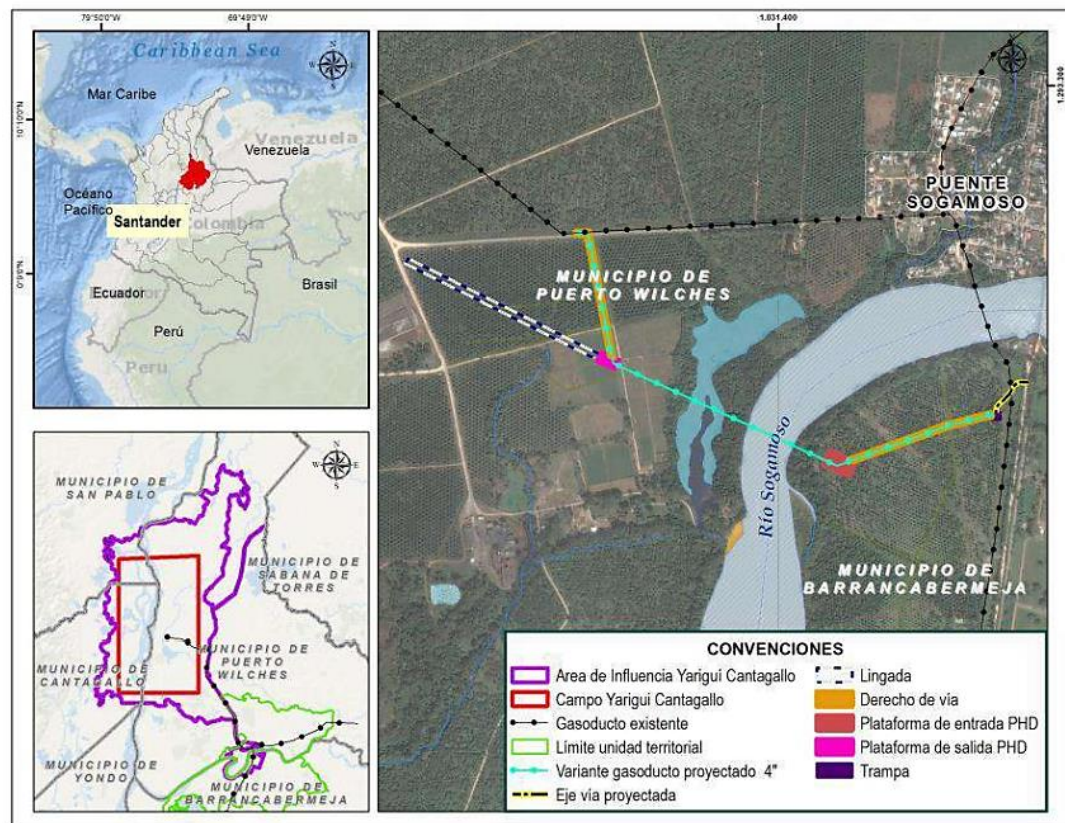 79°50'0"W
69°40'0"W
1.031.400
10°10'0"N
0°9'0"N
1.293.300
Caribbean Sea
N
W
E
S
Mar Caribe
Venezuela
Venezuela
Océano
Pacífico
Santander
Colombia
Ecuador
Brasil
Perú
Peru
PUENTE
SOGAMOSO
MUNICIPIO DE
PUERTO WILCHES
Río Sogamoso
MUNICIPIO DE
BARRANCABERMEJA
N
W
E
S
MUNICIPIO DE
SAN PABLO
MUNICIPIO DE
SABANA DE
TORRES
MUNICIPIO DE
PUERTO
WILCHES
MUNICIPIO DE
CANTAGALLO
MUNICIPIO DE
YONDO
MUNICIPIO DE
BARRANCABERMEJA
CONVENCIONES
Area de Influencia Yarigui Cantagallo
Campo Yarigui Cantagallo
Gasoducto existente
Límite unidad territorial
Variante gasoducto proyectado 4"
Eje vía proyectada
Lingada
Derecho de via
Plataforma de entrada PHD
Plataforma de salida PHD
Trampa